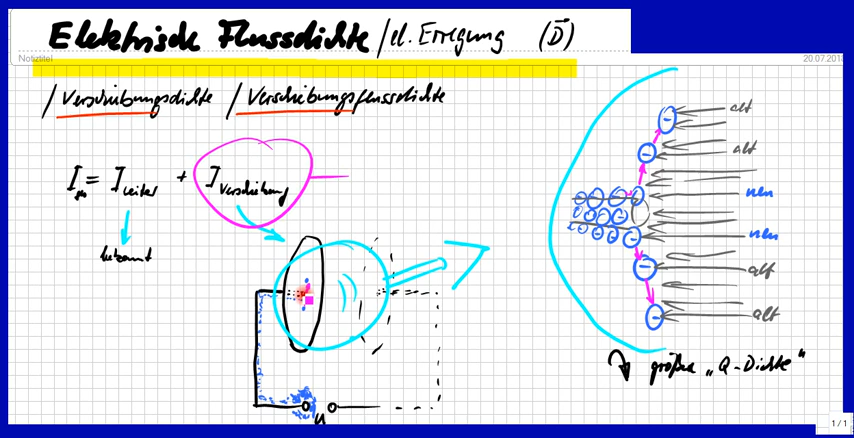 Elektrische Flussdichte / el. Erregung (D⃗)
Notiztitel
20.07.201
/ Verschiebungsdichte / Verschiebungsflussdichte
I = I Leiter + I Verschiebung
bekannt
U
alt
alt
neu
neu
alt
alt
größere „Q-Dichte"
1 / 1